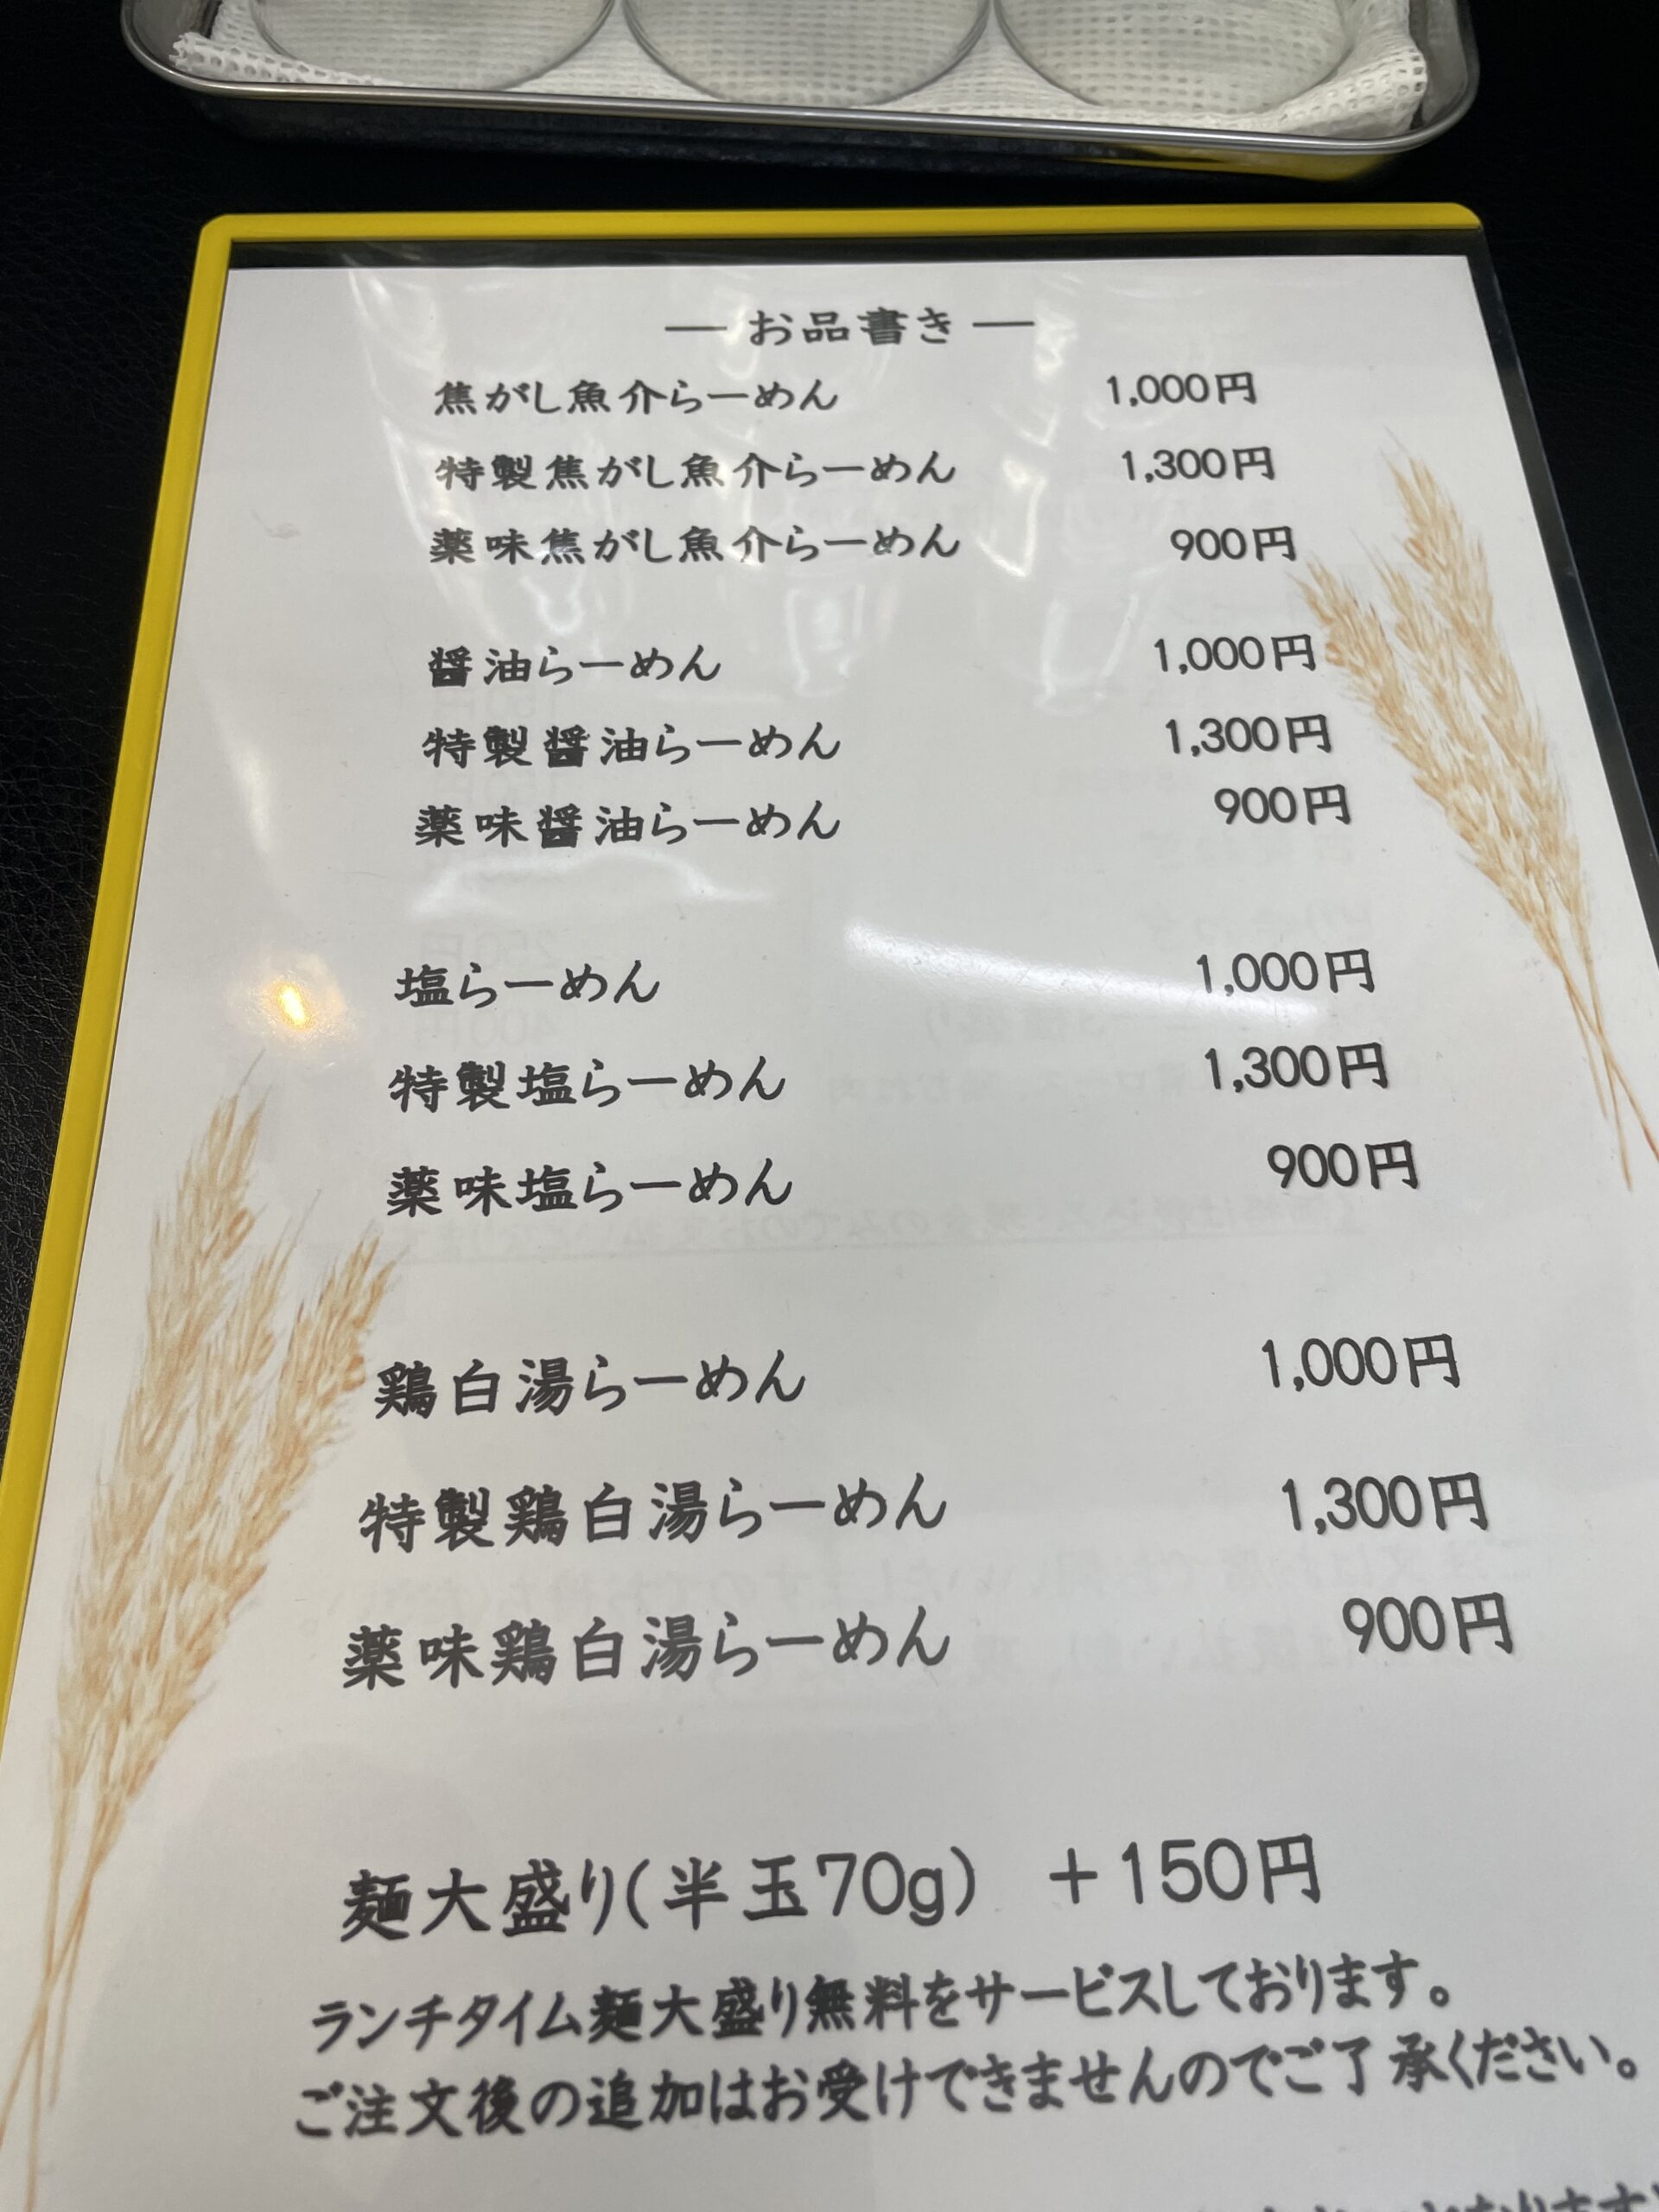 ― お品書き ―
焦がし魚介らーめん 1,000円
特製焦がし魚介らーめん 1,300円
薬味焦がし魚介らーめん 900円
醤油らーめん 1,000円
特製醤油らーめん 1,300円
薬味醤油らーめん 900円
塩らーめん 1,000円
特製塩らーめん 1,300円
薬味塩らーめん 900円
鶏白湯らーめん 1,000円
特製鶏白湯らーめん 1,300円
薬味鶏白湯らーめん 900円
麺大盛り(半玉70g) +150円
ランチタイム麺大盛り無料をサービスしております。
ご注文後の追加はお受けできませんのでご了承ください。